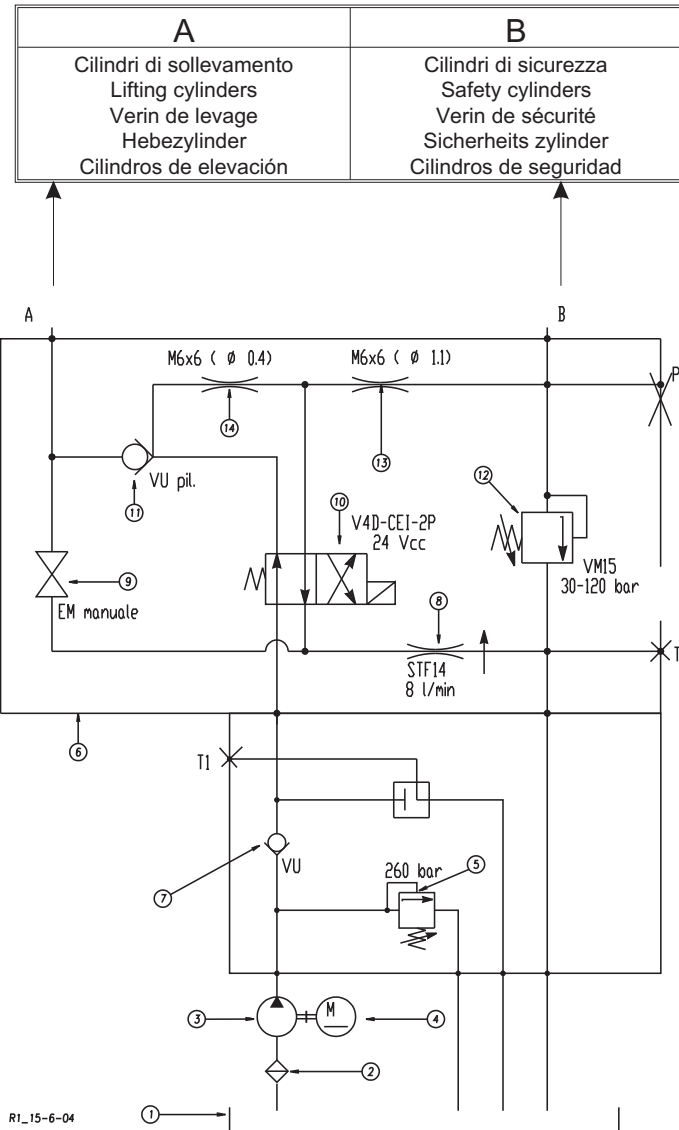 A
B
Cilindri di sollevamento
Lifting cylinders
Verin de levage
Hebezylinder
Cilindros de elevación
Cilindri di sicurezza
Safety cylinders
Verin de sécurité
Sicherheits zylinder
Cilindros de seguridad
A
B
M6x6 ( Ø 0.4)
M6x6 ( Ø 1.1)
P
14
13
11
VU pil.
10
V4D-CEI-2P
24 Vcc
12
VM15
30-120 bar
9
EM manuale
8
STF14
8 l/min
T
6
T1
7
VU
260 bar
5
3
M
4
2
1
R1_15-6-04